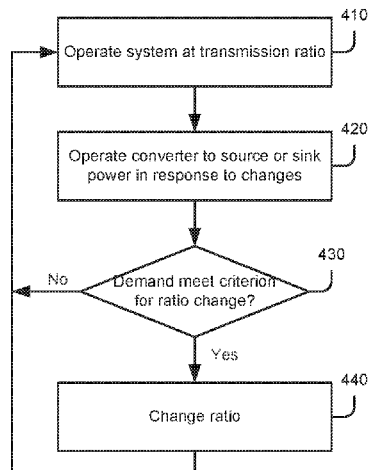 410
Operate system at transmission ratio
420
Operate converter to source or sink
power in response to changes
430
Demand meet criterion
for ratio change?
No
Yes
440
Change ratio